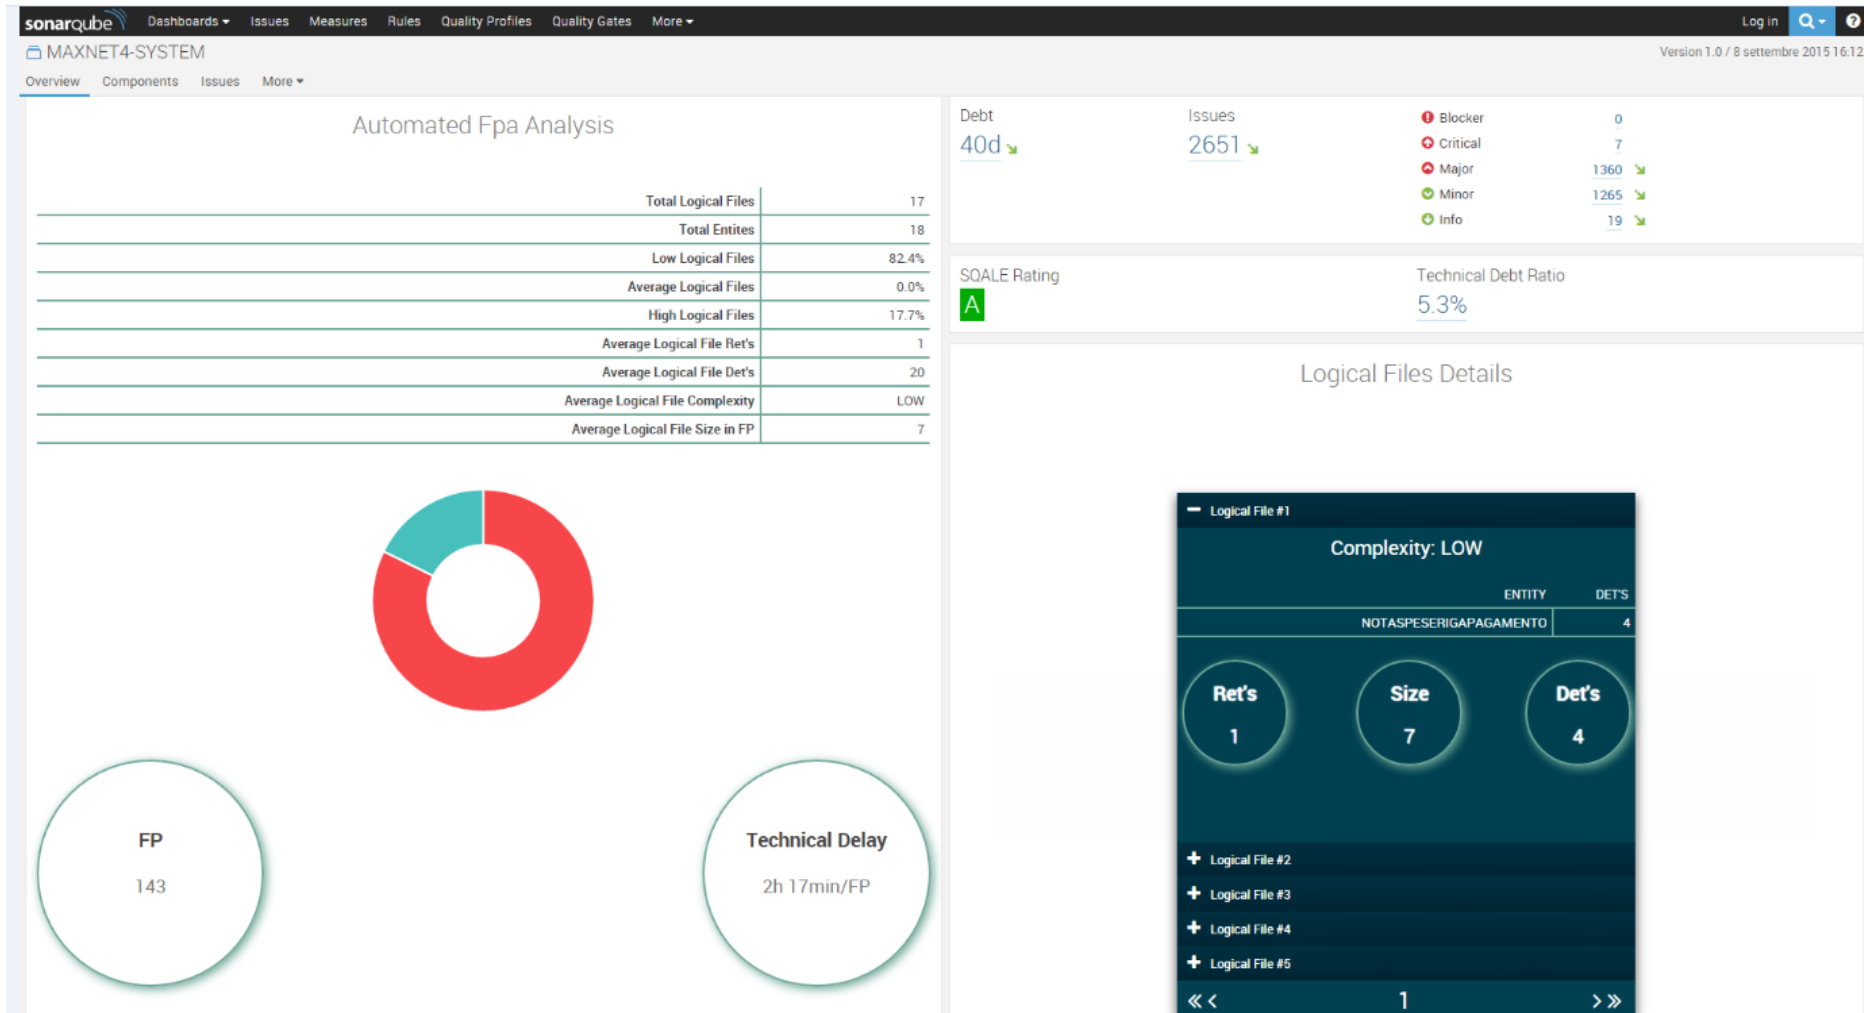 sonarqube Dashboards Issues Measures Rules Quality Profiles Quality Gates More Log in ?
MAXNET4-SYSTEM
Version 1.0 / 8 settembre 2015 16:12
Overview Components Issues More
Automated Fpa Analysis
Total Logical Files 17
Total Entites 18
Low Logical Files 82.4%
Average Logical Files 0.0%
High Logical Files 17.7%
Average Logical File Ret's 1
Average Logical File Det's 20
Average Logical File Complexity LOW
Average Logical File Size in FP 7
FP
143
Technical Delay
2h 17min/FP
Debt
40d
Issues
2651
Blocker 0
Critical 7
Major 1360
Minor 1265
Info 19
SQALE Rating
A
Technical Debt Ratio
5.3%
Logical Files Details
Logical File #1
Complexity: LOW
ENTITY DET'S
NOTASPESERIGAPAGAMENTO 4
Ret's
1
Size
7
Det's
4
Logical File #2
Logical File #3
Logical File #4
Logical File #5
1